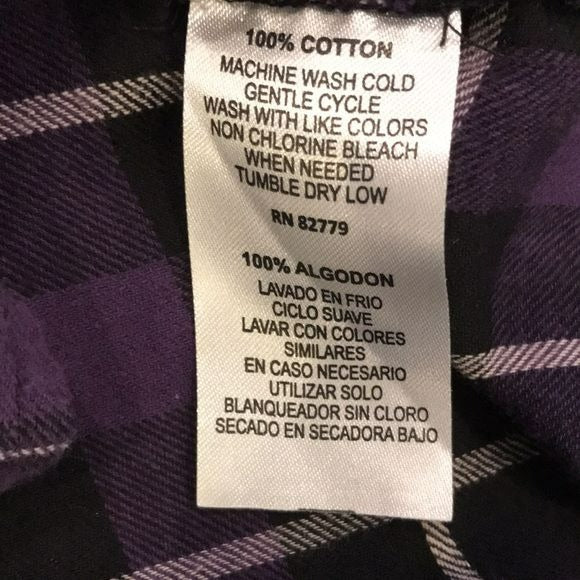 100% COTTON
MACHINE WASH COLD
GENTLE CYCLE
WASH WITH LIKE COLORS
NON CHLORINE BLEACH
WHEN NEEDED
TUMBLE DRY LOW
RN 82779
100% ALGODON
LAVADO EN FRIO
CICLO SUAVE
LAVAR CON COLORES
SIMILARES
EN CASO NECESARIO
UTILIZAR SOLO
BLANQUEADOR SIN CLORO
SECADO EN SECADORA BAJO